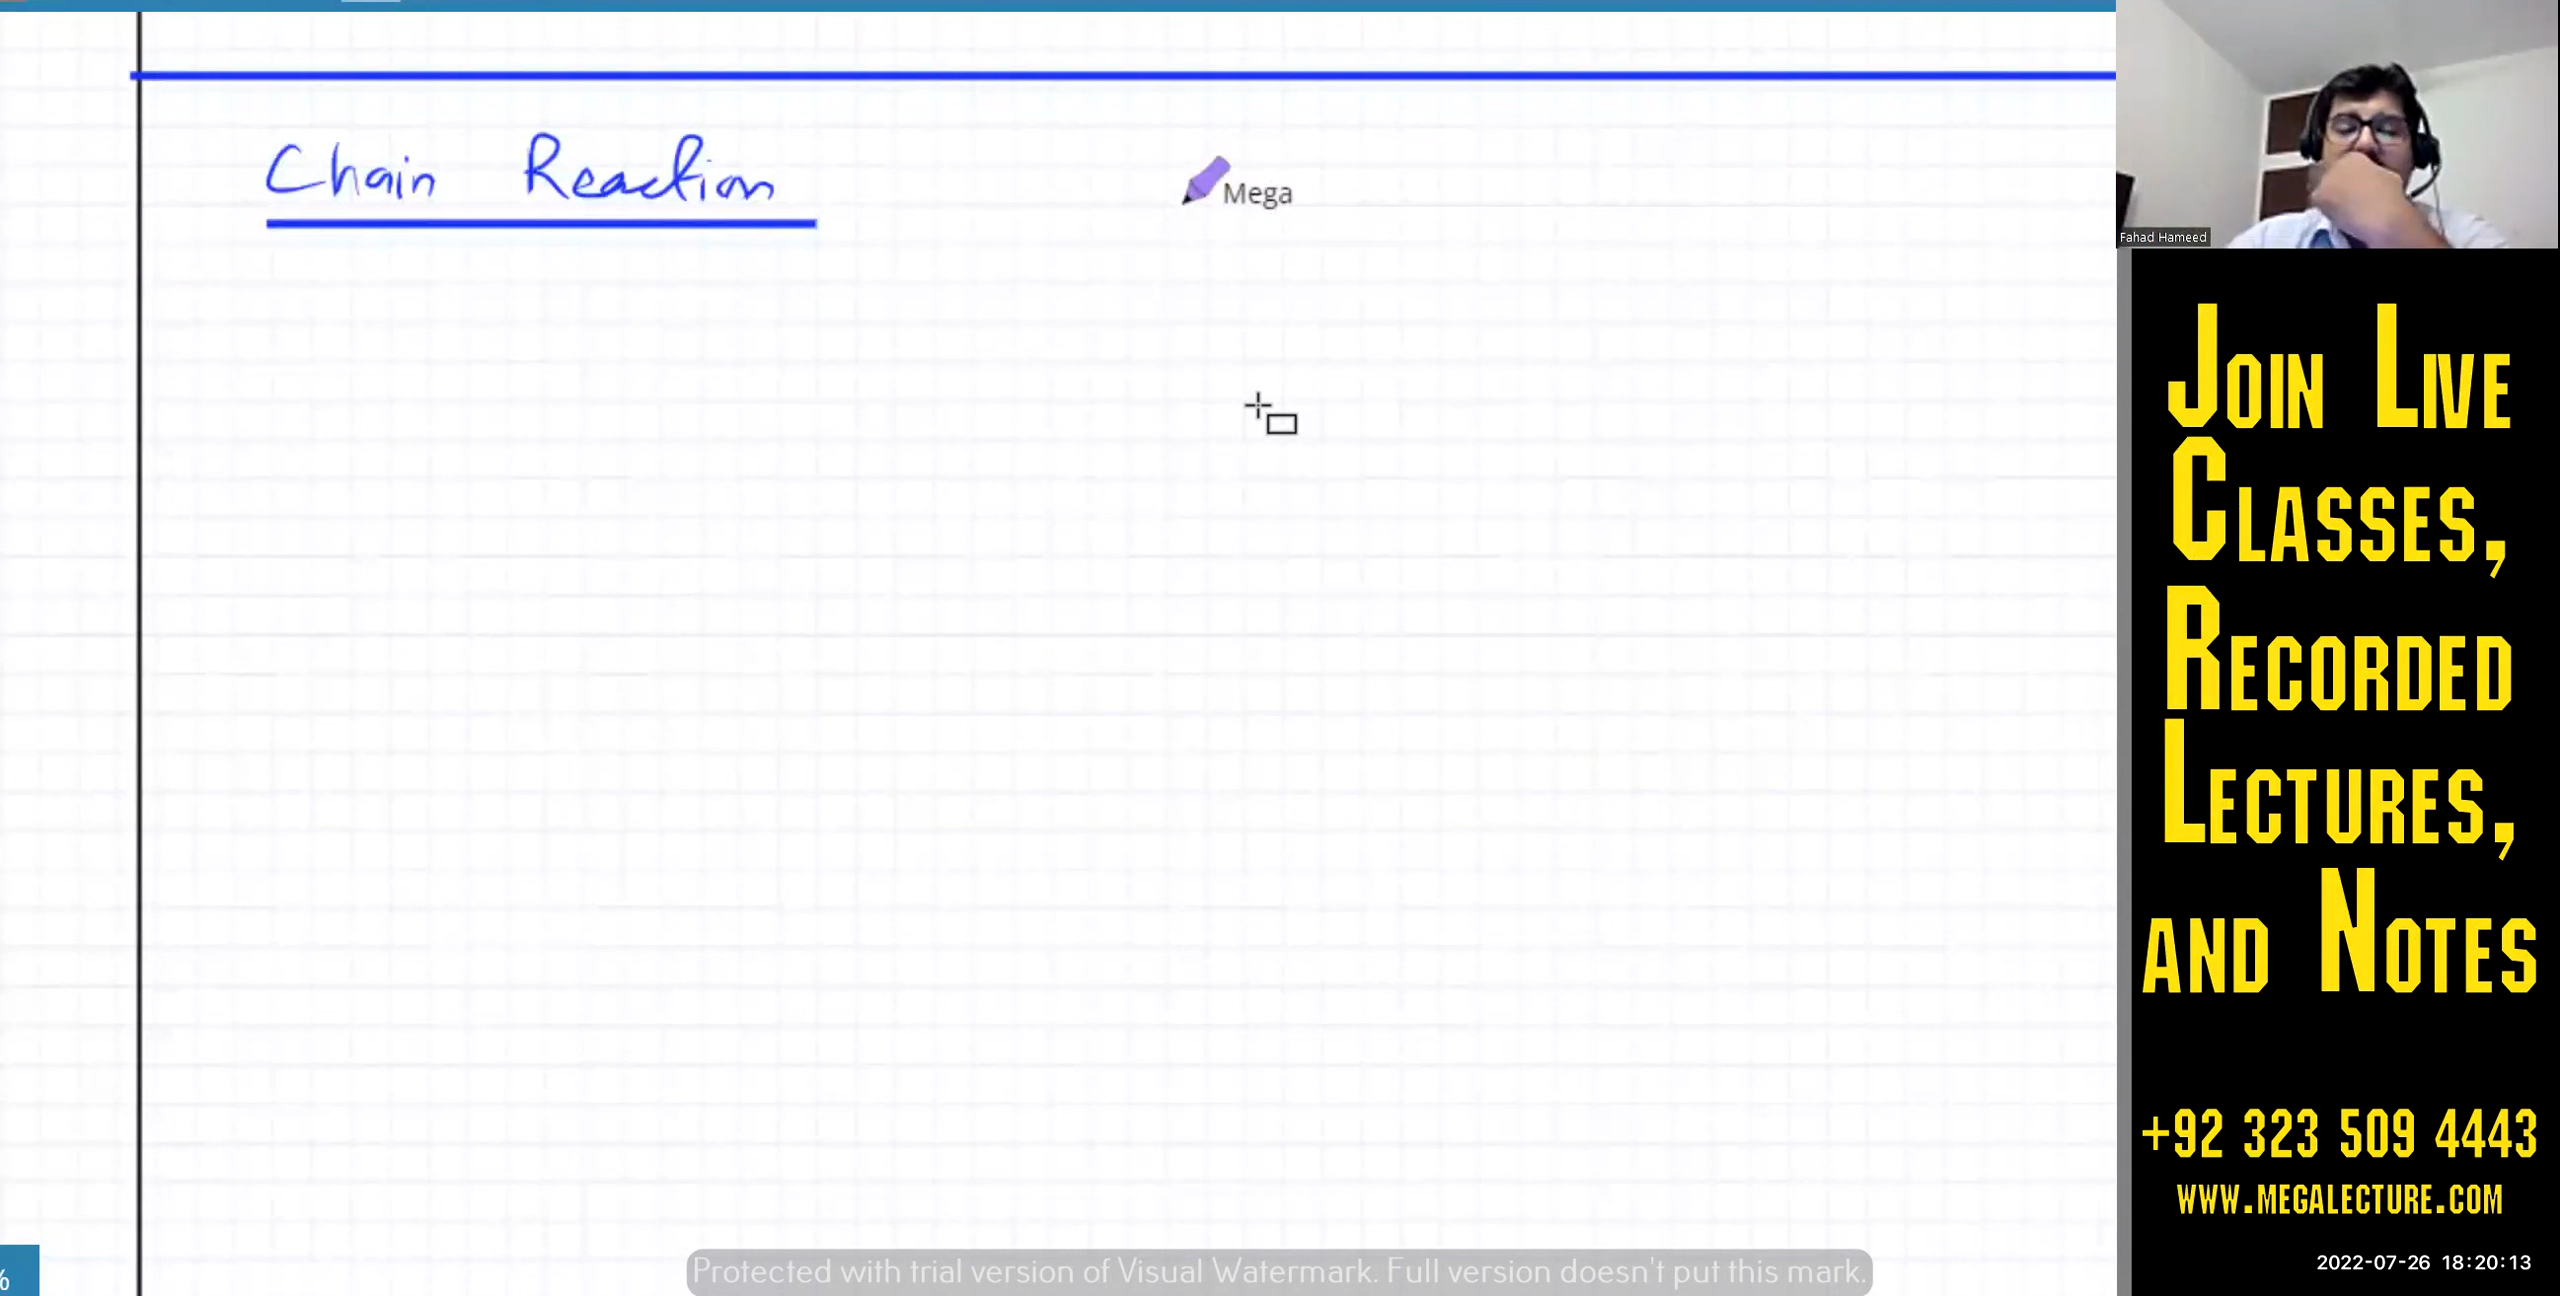 Chain Reaction
Mega
Fahad Hameed
JOIN LIVE
CLASSES,
RECORDED
LECTURES,
AND NOTES
+92 323 509 4443
WWW.MEGALECTURE.COM
2022-07-26 18:20:13
%
Protected with trial version of Visual Watermark. Full version doesn't put this mark.